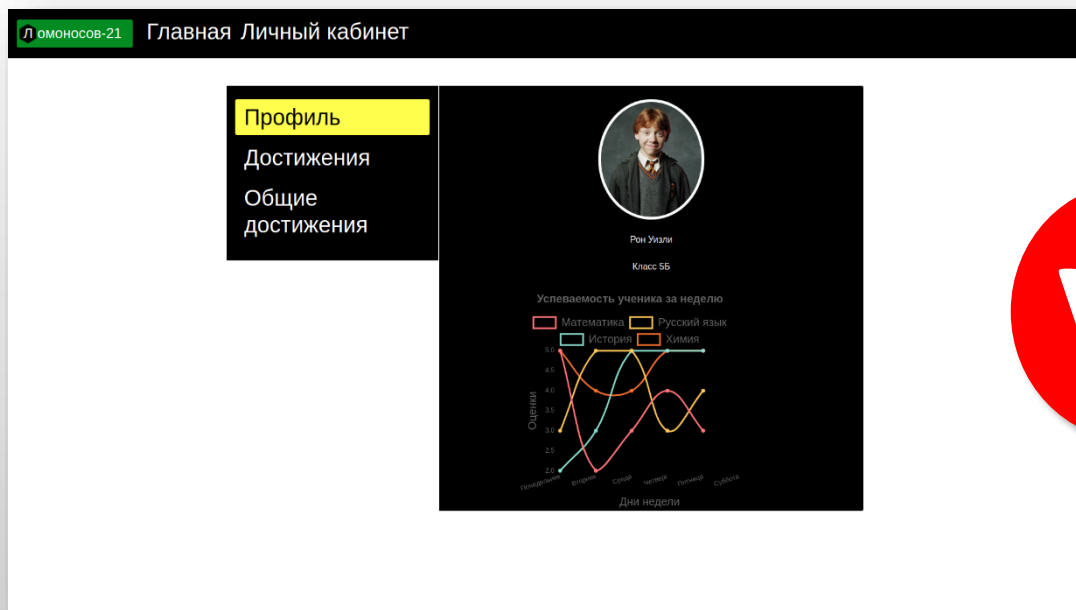 Ломоносов-21 Главная Личный кабинет
Профиль
Достижения
Общие
достижения
Рон Уизли
Класс 5Б
Успеваемость ученика за неделю
Математика Русский язык
История Химия
5.0
4.5
4.0
3.5
3.0
2.5
2.0
Оценки
Понедельник Вторник Среда Четверг Пятница Суббота
Дни недели